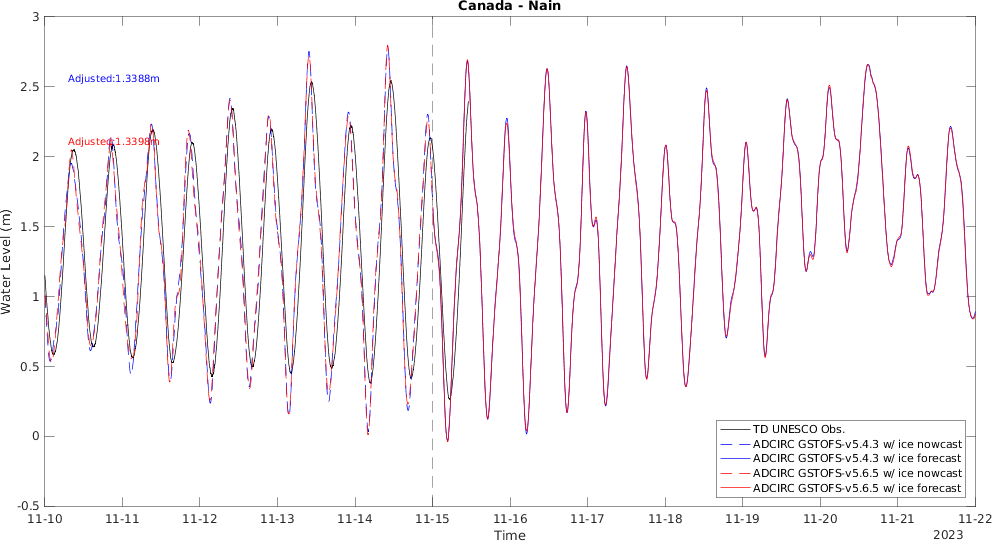 Canada - Nain
3
2.5
2
1.5
1
0.5
0
-0.5
Water Level (m)
Adjusted:1.3388m
Adjusted:1.3398m
TD UNESCO Obs.
ADCIRC GSTOFS-v5.4.3 w/ ice nowcast
ADCIRC GSTOFS-v5.4.3 w/ ice forecast
ADCIRC GSTOFS-v5.6.5 w/ ice nowcast
ADCIRC GSTOFS-v5.6.5 w/ ice forecast
11-10 11-11 11-12 11-13 11-14 11-15 11-16 11-17 11-18 11-19 11-20 11-21 11-22
Time
2023